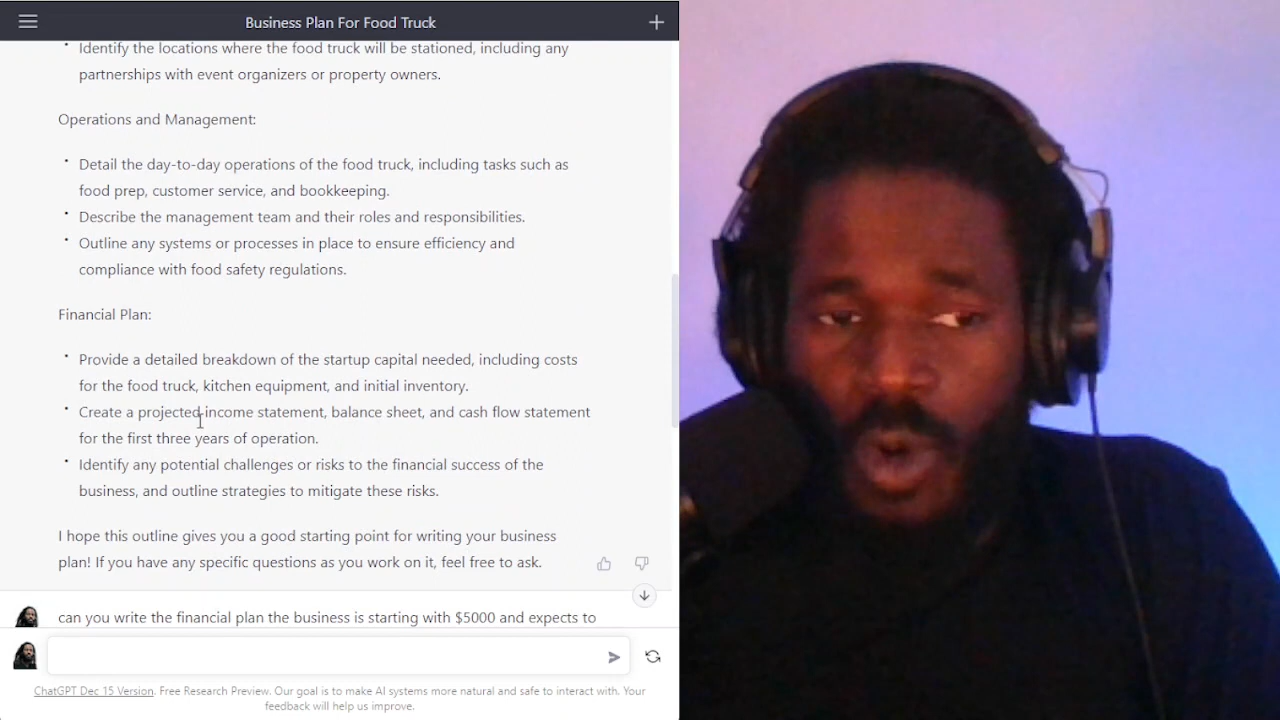 Business Plan For Food Truck
Identify the locations where the food truck will be stationed, including any
partnerships with event organizers or property owners.
Operations and Management:
Detail the day-to-day operations of the food truck, including tasks such as
food prep, customer service, and bookkeeping.
Describe the management team and their roles and responsibilities.
Outline any systems or processes in place to ensure efficiency and
compliance with food safety regulations.
Financial Plan:
Provide a detailed breakdown of the startup capital needed, including costs
for the food truck, kitchen equipment, and initial inventory.
Create a projected income statement, balance sheet, and cash flow statement
for the first three years of operation.
Identify any potential challenges or risks to the financial success of the
business, and outline strategies to mitigate these risks.
I hope this outline gives you a good starting point for writing your business
plan! If you have any specific questions as you work on it, feel free to ask.
can you write the financial plan the business is starting with $5000 and expects to
ChatGPT Dec 15 Version. Free Research Preview. Our goal is to make AI systems more natural and safe to interact with. Your
feedback will help us improve.